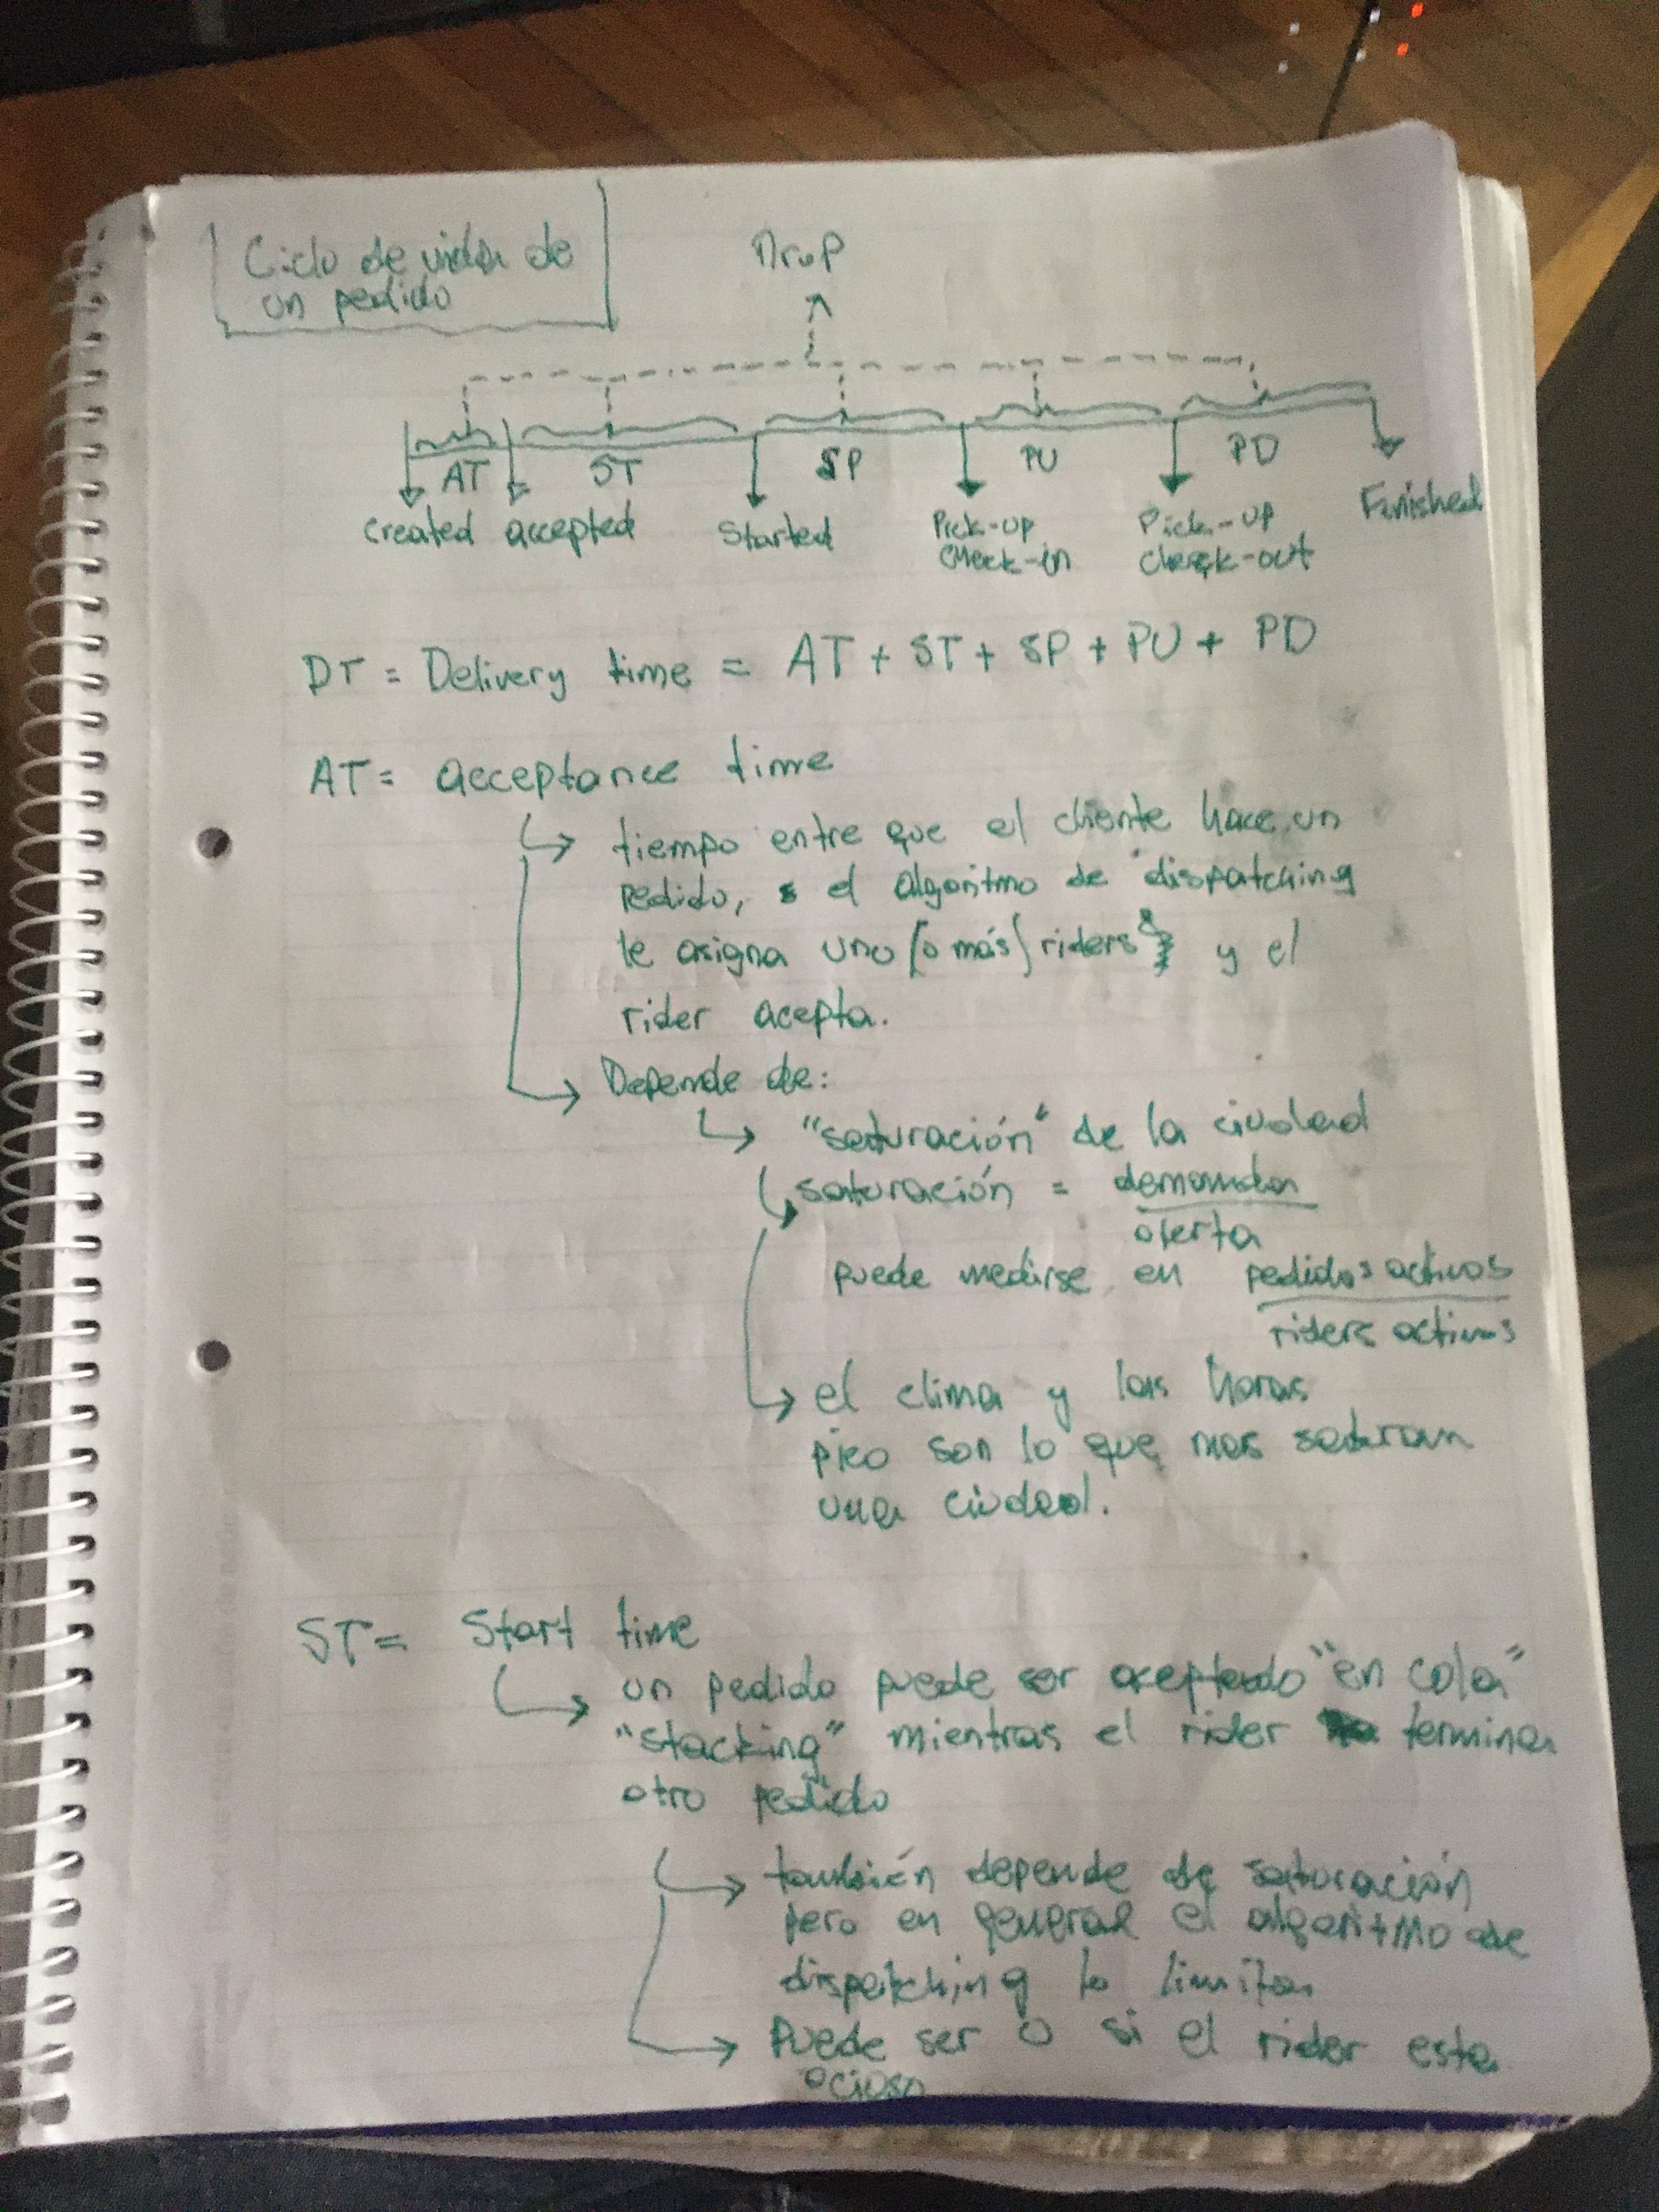 Ciclo de vida de
un pedido
Drop
AT ST SP PU PD
Created accepted Started Pick-up
check-in Pick-up
check-out Finished
DT = Delivery time = AT + ST + SP + PU + PD
AT = acceptance time
↳ tiempo entre que el cliente hace un
pedido, el algoritmo de dispatching
le asigna uno (o más) riders y el
rider acepta.
↳ Depende de:
↳ "saturación" de la ciudad
↳ saturación = demanda
oferta
puede medirse en pedidos activos
riders activos
↳ el clima y las horas
pico son lo que mas saturan
una ciudad.
ST = Start time
↳ un pedido puede ser aceptado "en cola"
"stacking" mientras el rider termina
otro pedido
↳ también depende de saturación
pero en general el algoritmo de
dispatching lo limita
↳ Puede ser 0 si el rider esta
ocioso